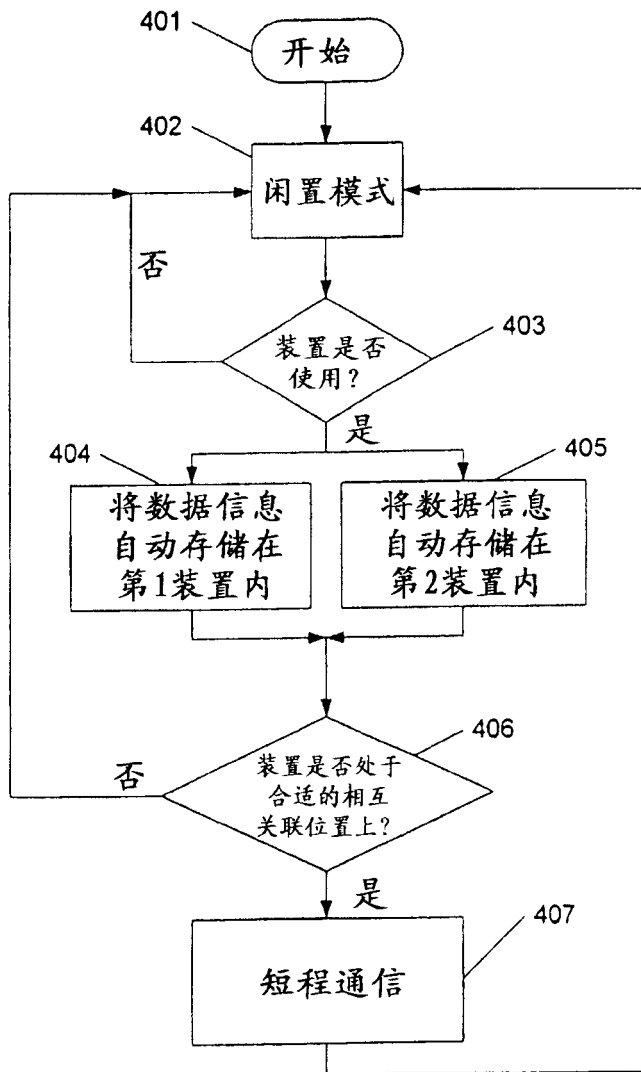 401
开始
402
闲置模式
否
403
装置是否
使用?
是
404
405
将数据信息
自动存储在
第1装置内
将数据信息
自动存储在
第2装置内
406
否
装置是否处于
合适的相互
关联位置上?
是
407
短程通信